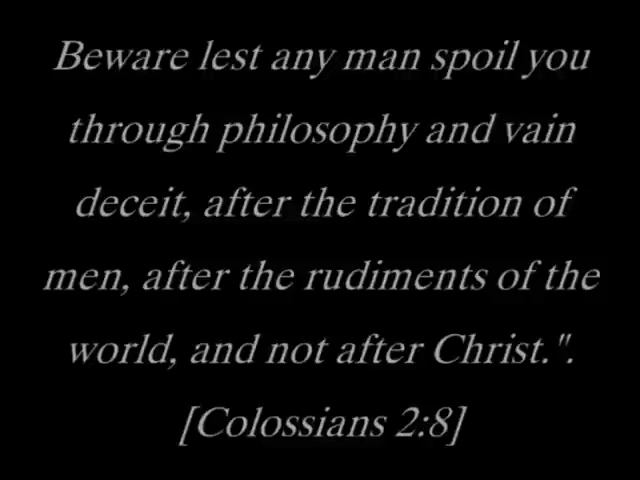 Beware lest any man spoil you
through philosophy and vain
deceit, after the tradition of
men, after the rudiments of the
world, and not after Christ.".
[Colossians 2:8]